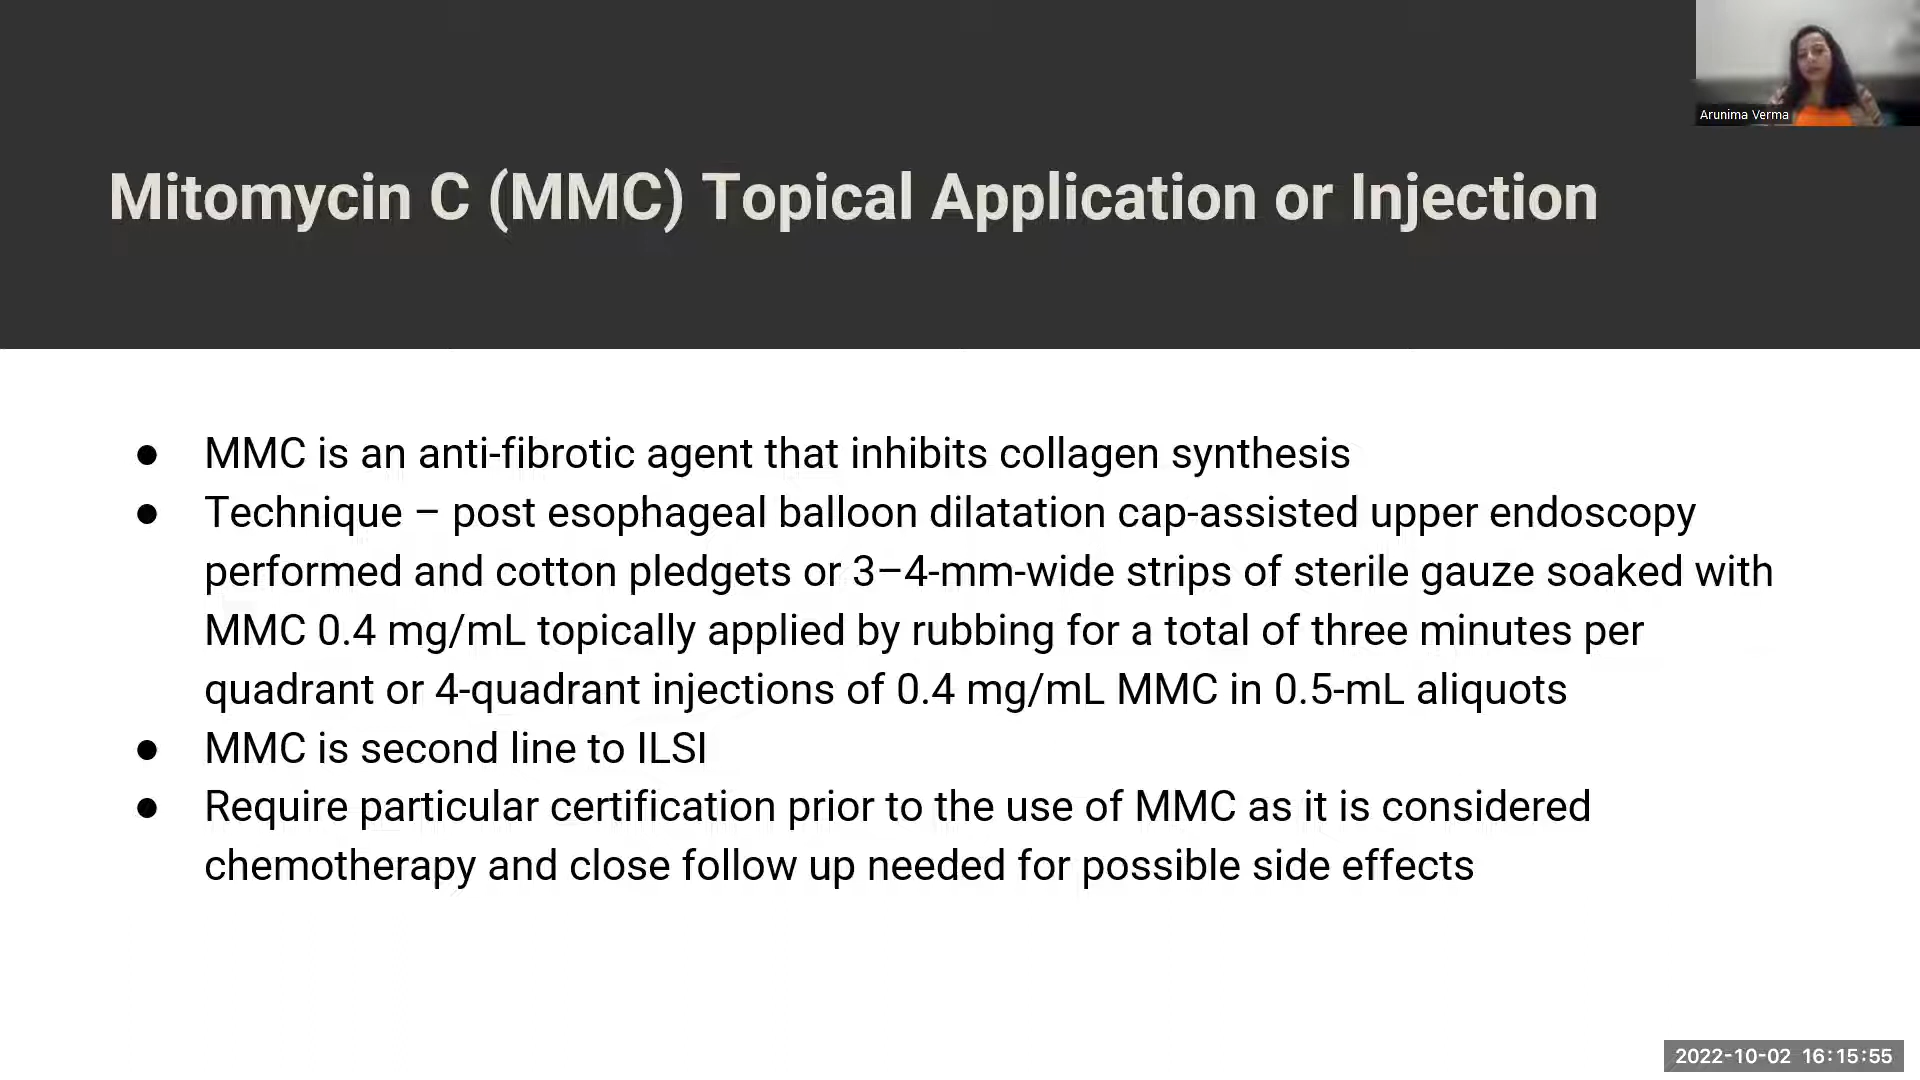 Arunima Verma
Mitomycin C (MMC) Topical Application or Injection
● MMC is an anti-fibrotic agent that inhibits collagen synthesis
● Technique – post esophageal balloon dilatation cap-assisted upper endoscopy
performed and cotton pledgets or 3–4-mm-wide strips of sterile gauze soaked with
MMC 0.4 mg/mL topically applied by rubbing for a total of three minutes per
quadrant or 4-quadrant injections of 0.4 mg/mL MMC in 0.5-mL aliquots
● MMC is second line to ILSI
● Require particular certification prior to the use of MMC as it is considered
chemotherapy and close follow up needed for possible side effects
2022-10-02 16:15:55